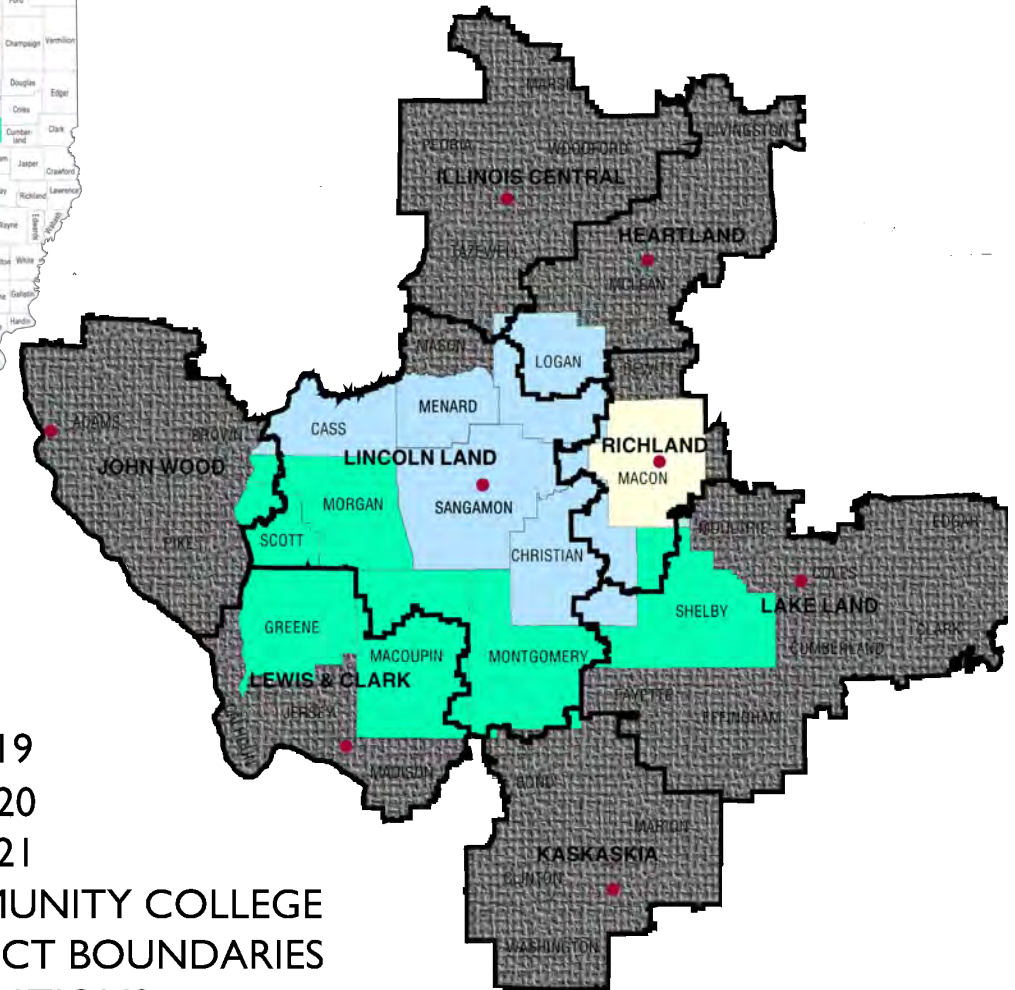 Champaign Vermilion
Douglas
Edgar
Coles
Cumber-
land
Clark
Jasper
Crawford
Richland
Lawrence
Edwards
Wabash
White
Gallatin
Hardin
MARSHALL
LIVINGSTON
PEORIA
WOODFORD
ILLINOIS CENTRAL
HEARTLAND
TAZEWELL
MCLEAN
MASON
LOGAN
DEWITT
MENARD
ADAMS
BROWN
CASS
RICHLAND
LINCOLN LAND
JOHN WOOD
MACON
MORGAN
SANGAMON
MOULTRIE
EDGAR
PIKE
SCOTT
CHRISTIAN
COLES
SHELBY
LAKE LAND
GREENE
CLARK
CUMBERLAND
MACOUPIN
MONTGOMERY
LEWIS & CLARK
FAYETTE
JERSEY
EFFINGHAM
CALHOUN
19
MADISON
BOND
20
MARION
21
KASKASKIA
CLINTON
MUNITY COLLEGE
CT BOUNDARIES
WASHINGTON